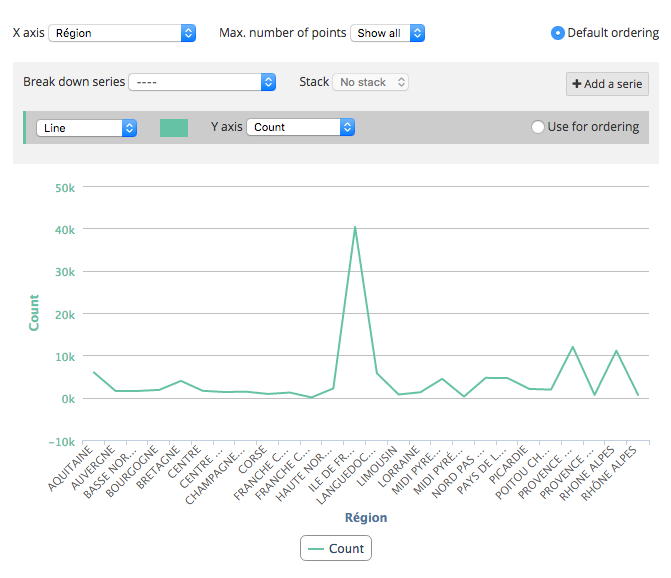 X axis Région Max. number of points Show all Default ordering
Break down series ---- Stack No stack + Add a serie
Line Y axis Count Use for ordering
50k
40k
30k
20k
10k
0k
−10k
Count
AQUITAINE
AUVERGNE
BASSE NOR...
BOURGOGNE
BRETAGNE
CENTRE
CENTRE ...
CHAMPAGNE...
CORSE
FRANCHE C...
FRANCHE C...
HAUTE NOR...
ILE DE FR...
LANGUEDOC...
LIMOUSIN
LORRAINE
MIDI PYRE...
MIDI PYRÉ...
NORD PAS ...
PAYS DE L...
PICARDIE
POITOU CH...
PROVENCE ...
PROVENCE ...
RHONE ALPES
RHÔNE ALPES
Région
Count